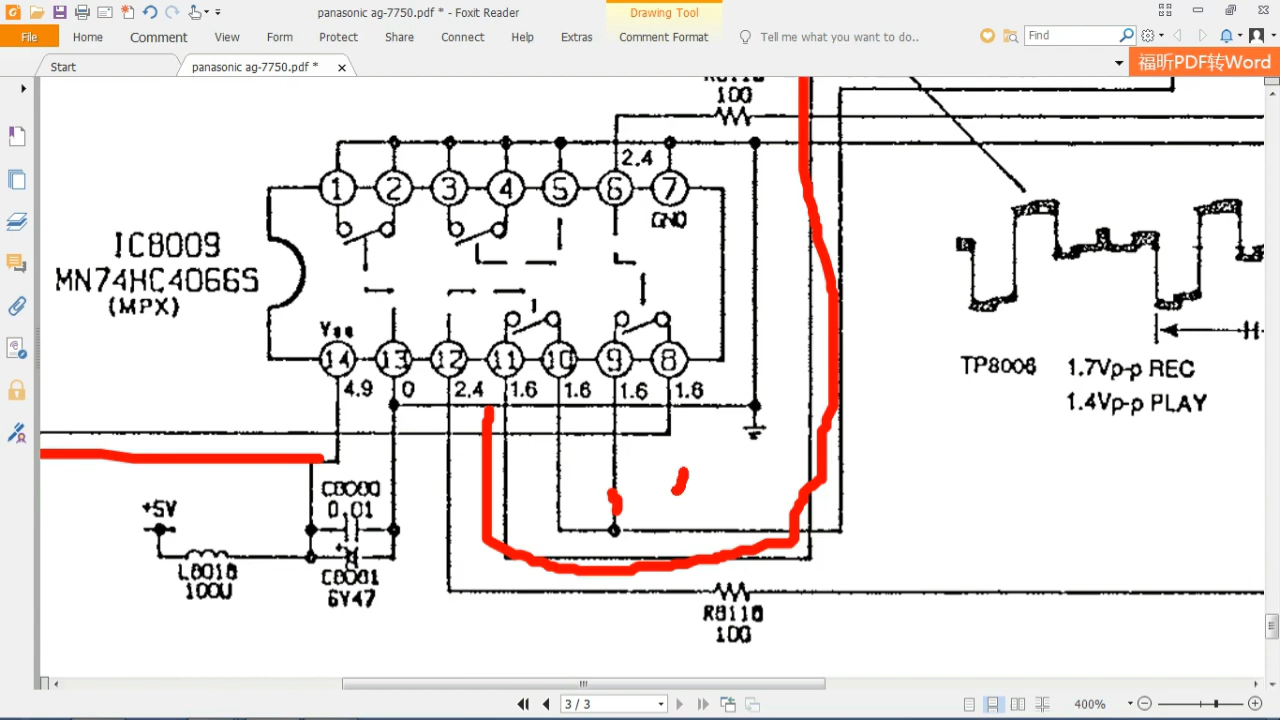 panasonic ag-7750.pdf * - Foxit Reader
Drawing Tool
File Home Comment View Form Protect Share Connect Help Extras Comment Format Tell me what you want to do.. Find
Start panasonic ag-7750.pdf *
福昕PDF转Word
100
2.4
1 2 3 4 5 6 7
GND
IC8009
MN74HC4066S
(MPX)
14 13 12 11 10 9 8
4.9 0 2.4 1.6 1.6 1.6 1.6
TP8006 1.7Vp-p REC
1.4Vp-p PLAY
C8080
0.01
+5V
+
L8018
100U
C8081
6V47
R8110
100
H
3 / 3
400%